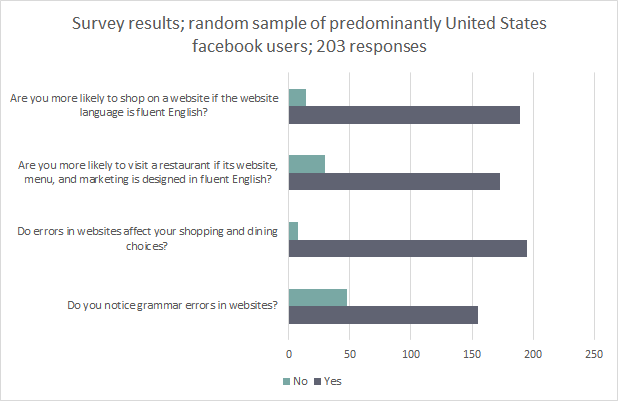 Survey results; random sample of predominantly United States
facebook users; 203 responses
Are you more likely to shop on a website if the website
language is fluent English?
Are you more likely to visit a restaurant if its website,
menu, and marketing is designed in fluent English?
Do errors in websites affect your shopping and dining
choices?
Do you notice grammar errors in websites?
0 50 100 150 200 250
No Yes